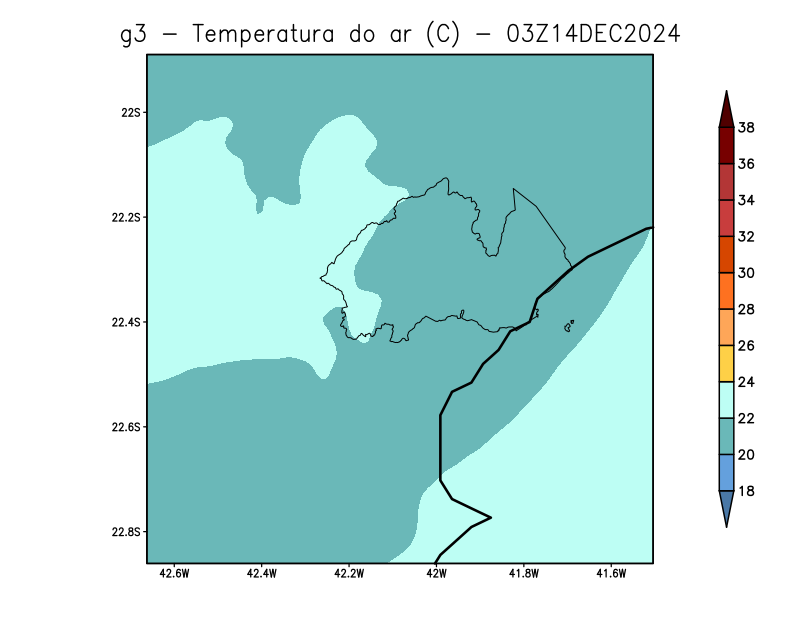 g3 − Temperatura do ar (C) − 03Z14DEC2024
22S
22.2S
22.4S
22.6S
22.8S
42.6W
42.4W
42.2W
42W
41.8W
41.6W
38
36
34
32
30
28
26
24
22
20
18